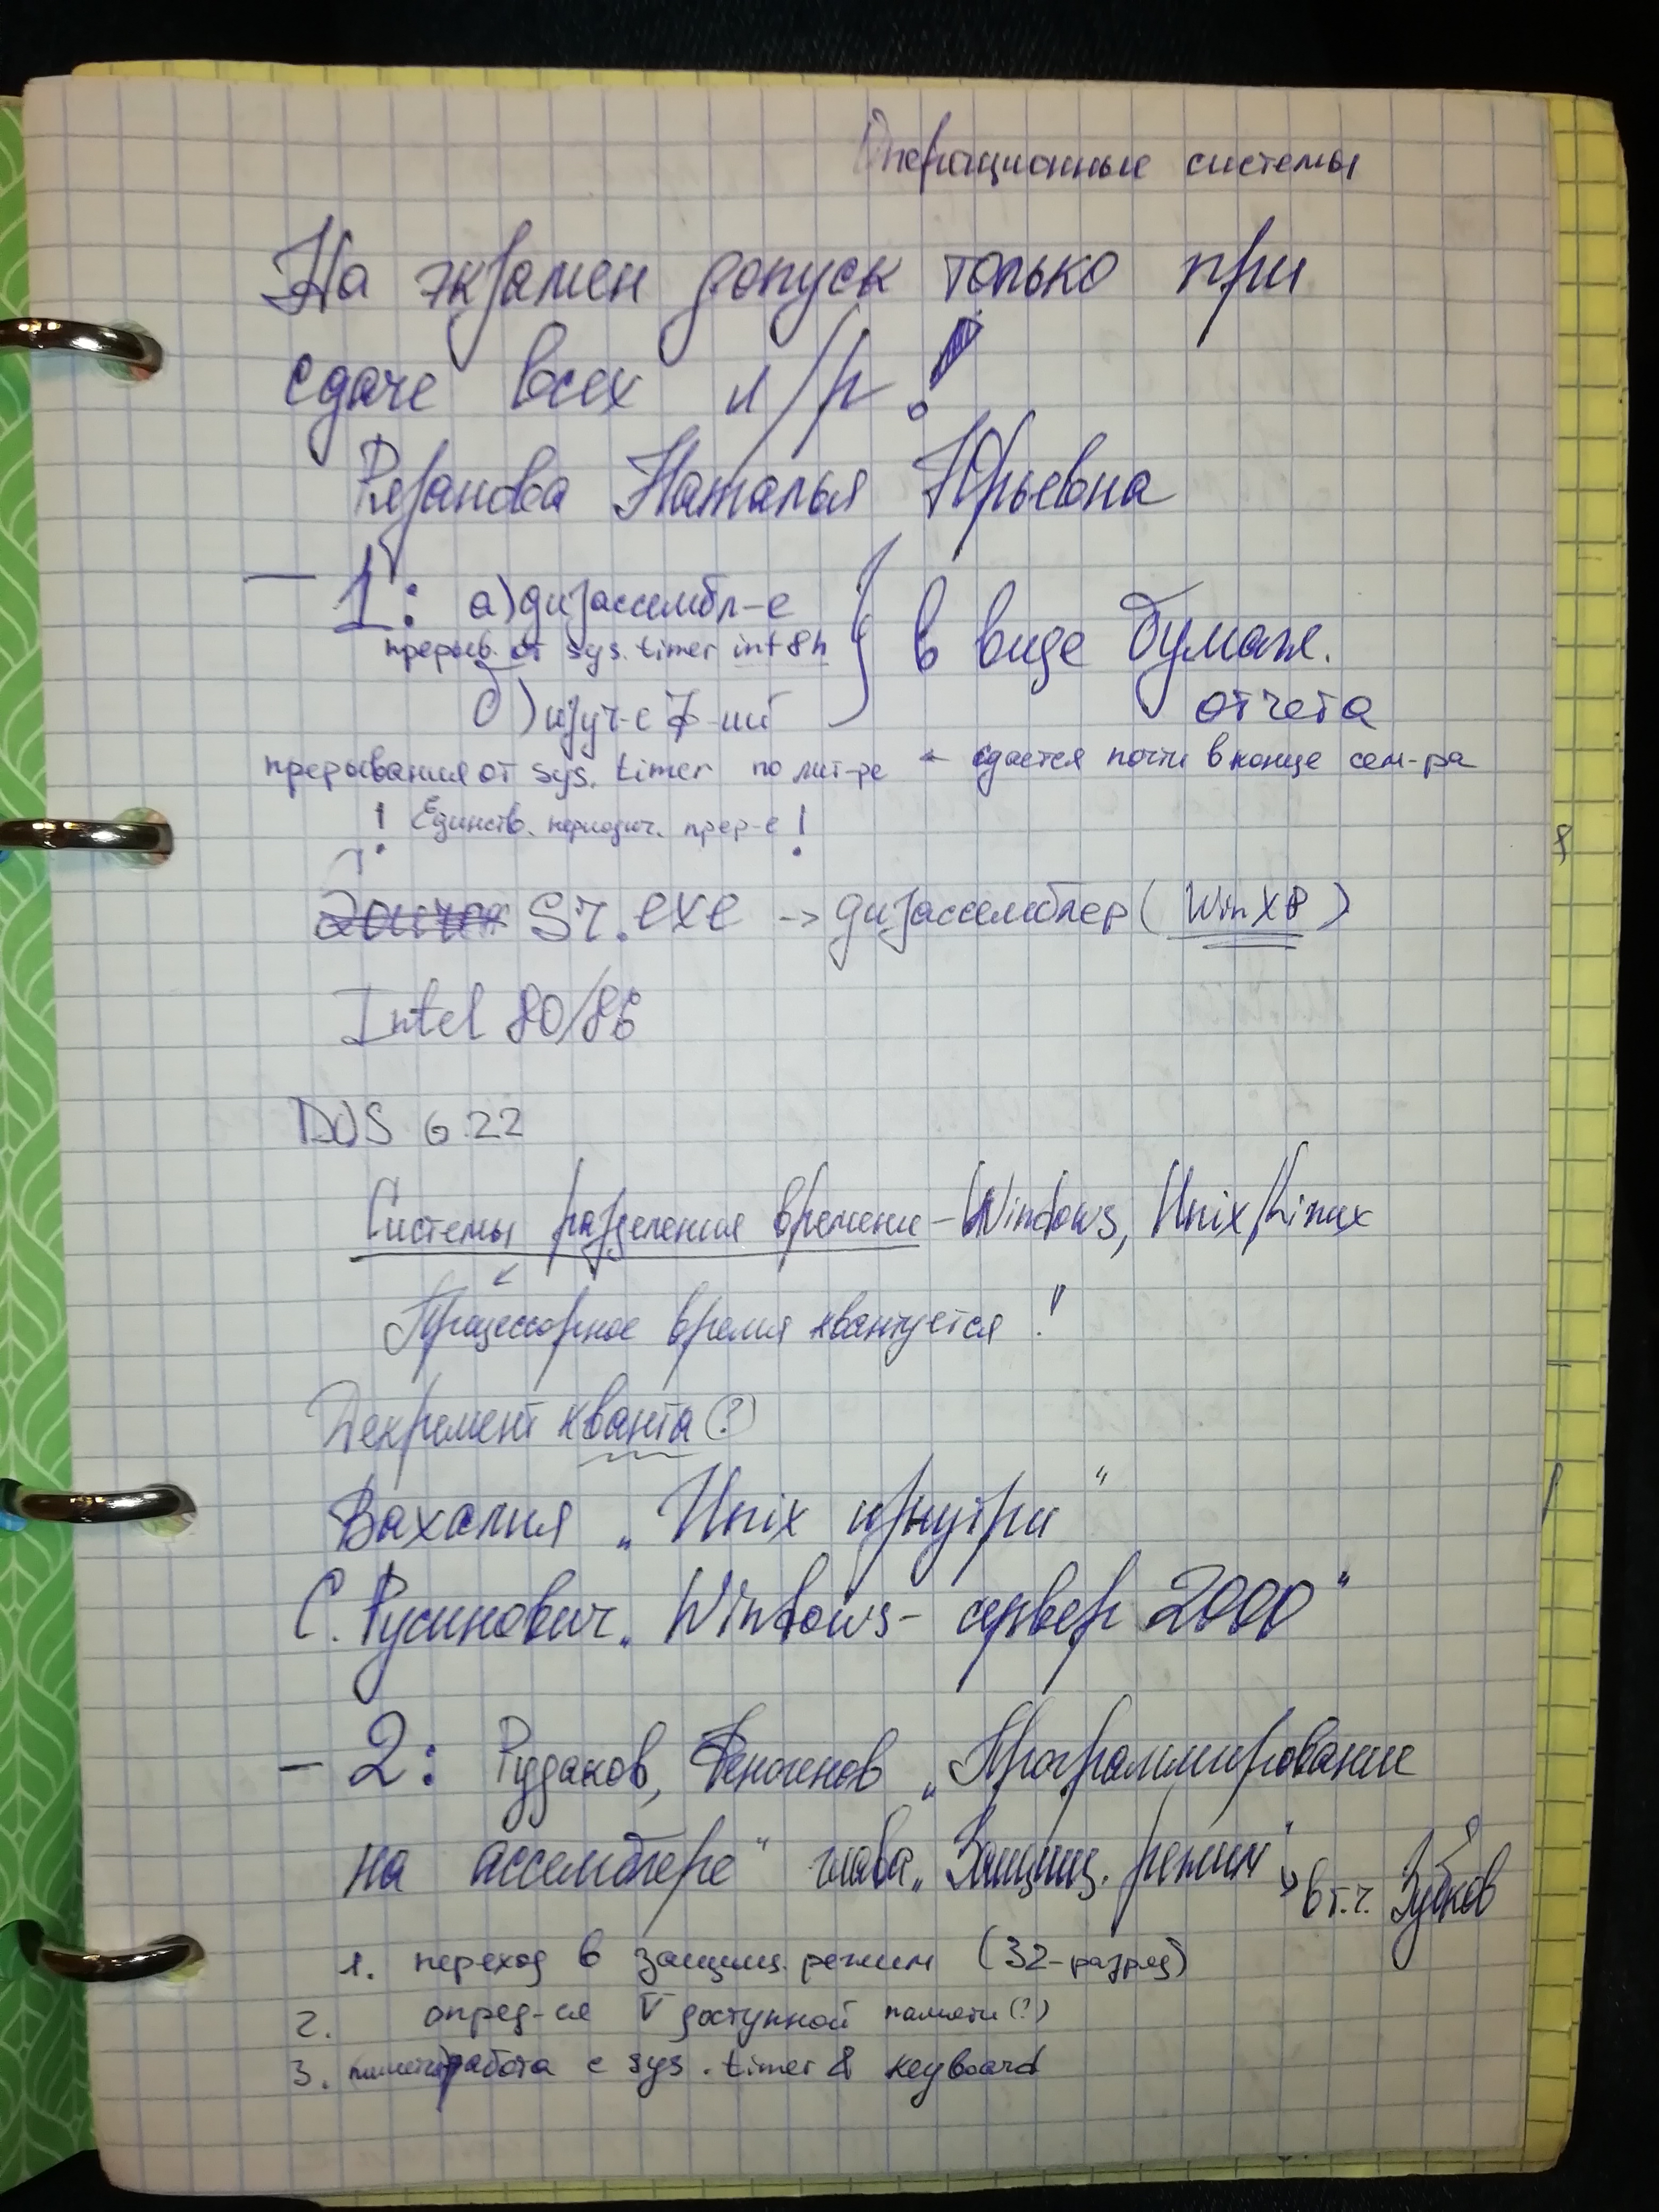 Операционные системы
На экзамен допуск только при
сдаче всех л/р!
Рязанова Наталья Юрьевна
— 1: а) дизассембл-е
прерыв. от sys. timer int 8h
} в виде бумажн.
отчета
б) изуч-е ф-ий
прерывания от sys. timer по лит-ре ← сдается почти в конце сем-ра
! Единств. периодич. прер-е !
Sr.exe -> дизассемблер (WinXP)
Intel 80/86
DOS 6.22
Системы разделения времени - Windows, Unix/Linux
Процессорное время квантуется!
Декремент кванта (?)
Вахалия „Unix изнутри“
С. Русинович „Windows - сервер 2000“
— 2: Рудаков, Финогенов „Программирование
на ассемблере“ глава „Защищ. режим“ → в т.ч. Зубков
1. переход в защищ. режим (32-разряд)
2. опред-ие V доступной памяти (?)
3. работа с sys. timer & keyboard